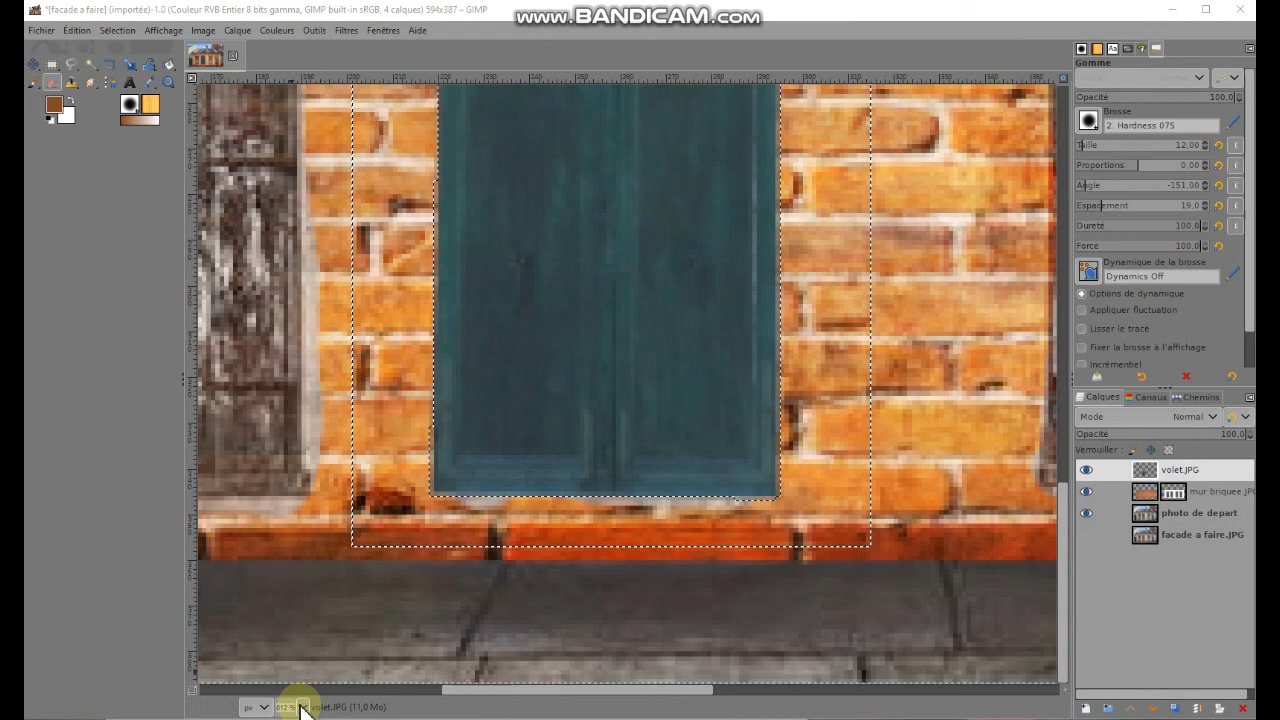 *[facade a faire] (importée)-1.0 (Couleur RVB Entier 8 bits gamma, GIMP built-in sRGB, 4 calques) 594x387 – GIMP
www.BANDICAM.com
Fichier Édition Sélection Affichage Image Calque Couleurs Outils Filtres Fenêtres Aide
Gomme
Mode Normal
Opacité 100,0
Brosse
2. Hardness 075
Taille 12,00
Proportions 0,00
Angle -151,00
Espacement 19,0
Dureté 100,0
Force 100,0
Dynamique de la brosse
Dynamics Off
Options de dynamique
Appliquer fluctuation
Lisser le tracé
Fixer la brosse à l'affichage
Incrémentiel
Calques Canaux Chemins
Mode Normal
Opacité 100,0
Verrouiller :
volet.JPG
mur briquee.JPG
photo de depart
facade a faire.JPG
px 612 % volet.JPG (11,0 Mo)